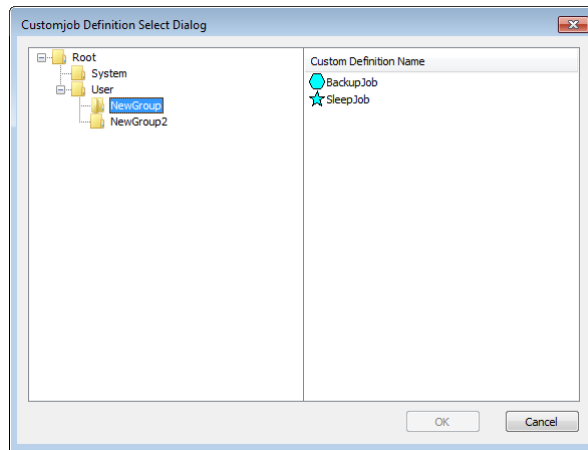 Customjob Definition Select Dialog
Root
System
User
NewGroup
NewGroup2
Custom Definition Name
BackupJob
SleepJob
OK
Cancel